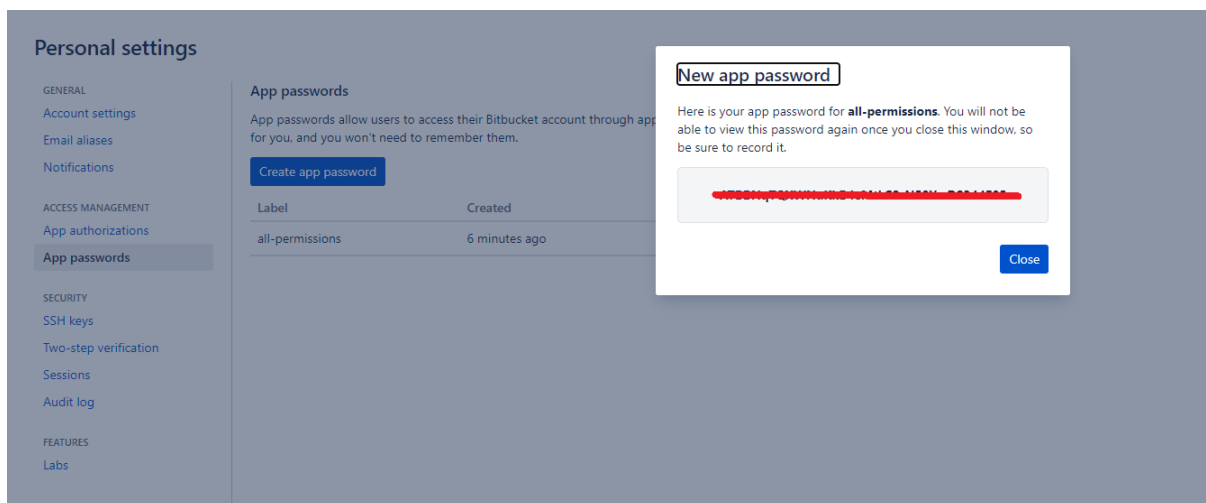 Personal settings
GENERAL
Account settings
Email aliases
Notifications
ACCESS MANAGEMENT
App authorizations
App passwords
SECURITY
SSH keys
Two-step verification
Sessions
Audit log
FEATURES
Labs
App passwords
App passwords allow users to access their Bitbucket account through app
for you, and you won't need to remember them.
Create app password
Label Created
all-permissions 6 minutes ago
New app password
Here is your app password for all-permissions. You will not be
able to view this password again once you close this window, so
be sure to record it.
Close